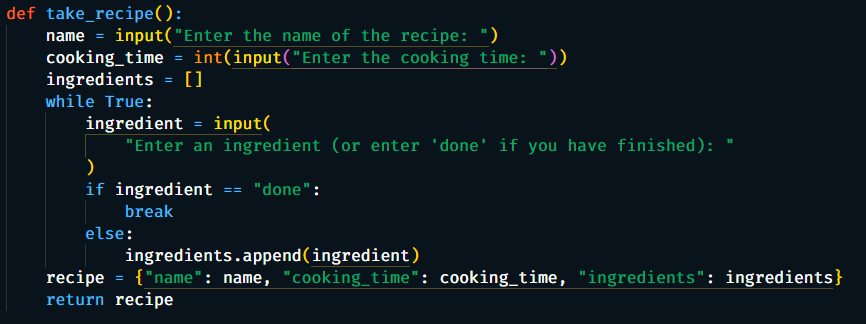 def take_recipe():
    name = input("Enter the name of the recipe: ")
    cooking_time = int(input("Enter the cooking time: "))
    ingredients = []
    while True:
        ingredient = input(
            "Enter an ingredient (or enter 'done' if you have finished): "
        )
        if ingredient == "done":
            break
        else:
            ingredients.append(ingredient)
    recipe = {"name": name, "cooking_time": cooking_time, "ingredients": ingredients}
    return recipe